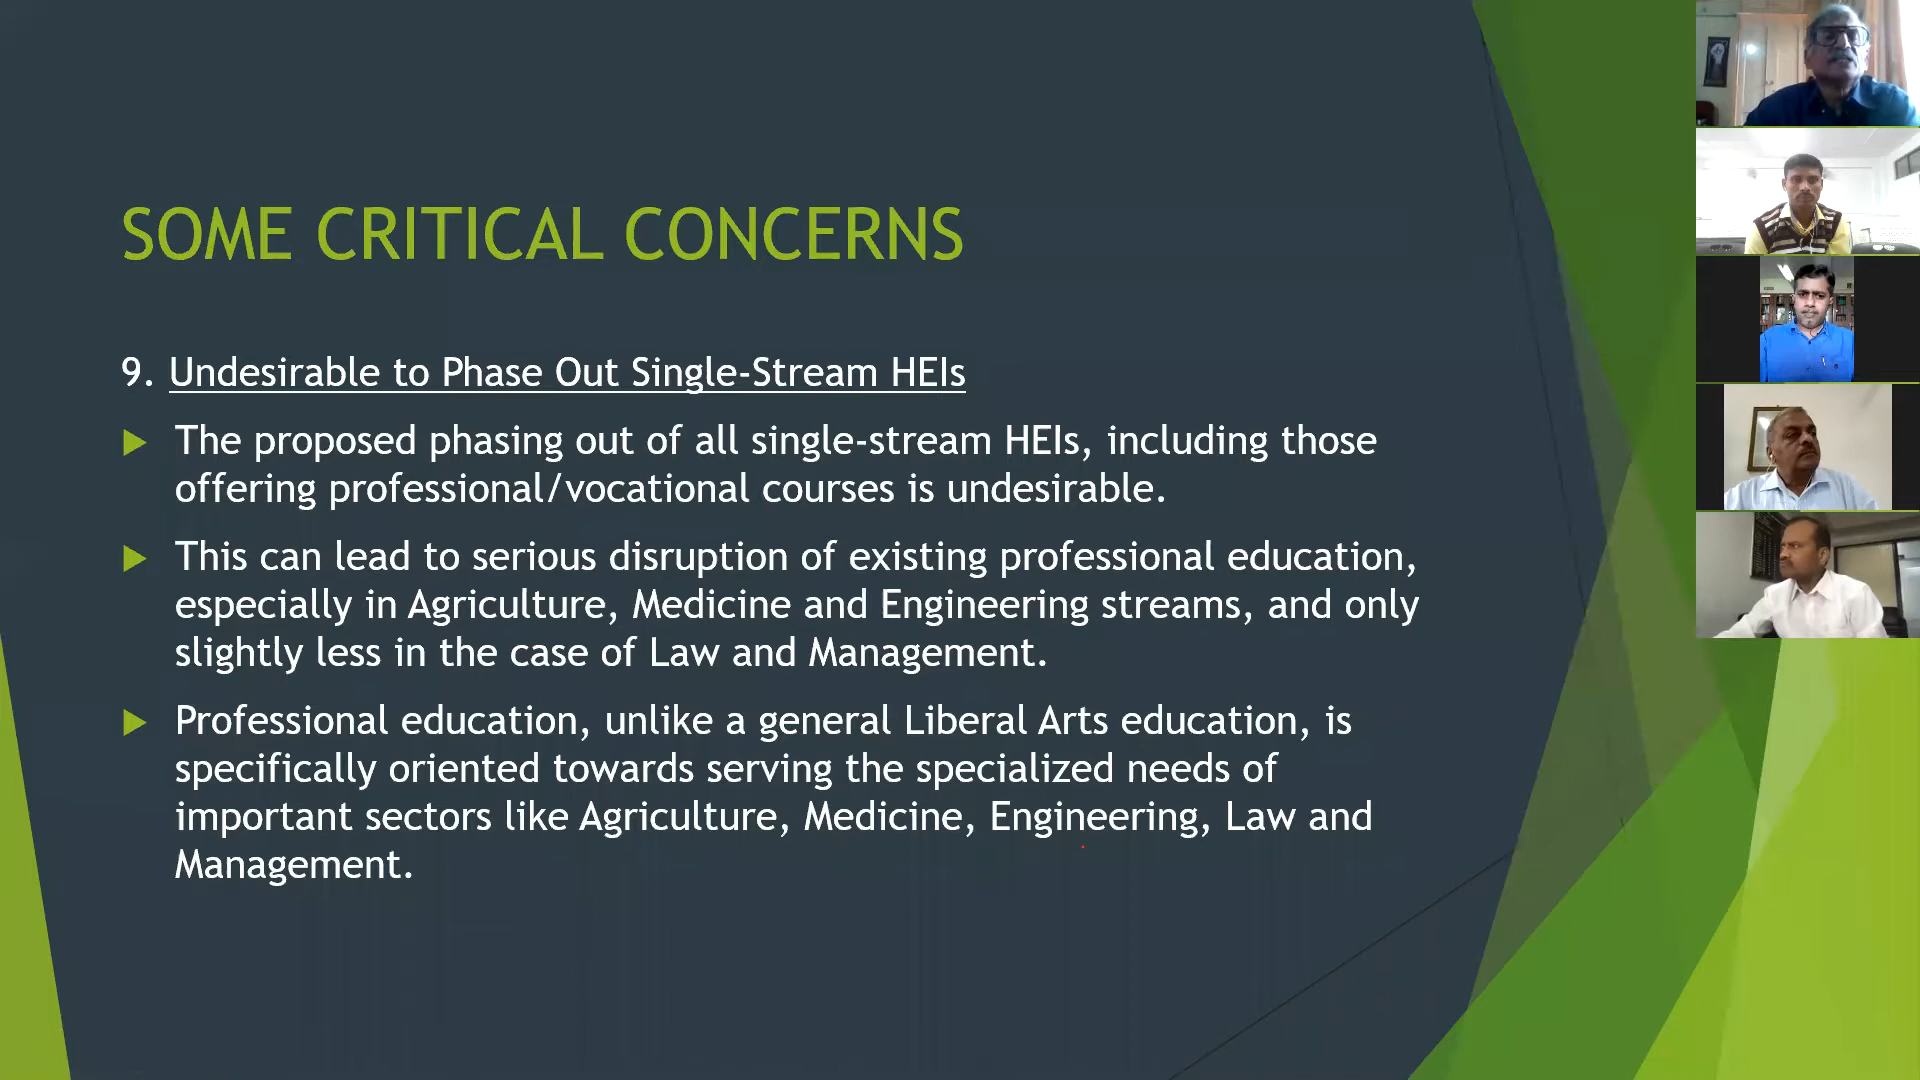 SOME CRITICAL CONCERNS
9. Undesirable to Phase Out Single-Stream HEIs
The proposed phasing out of all single-stream HEIs, including those
offering professional/vocational courses is undesirable.
This can lead to serious disruption of existing professional education,
especially in Agriculture, Medicine and Engineering streams, and only
slightly less in the case of Law and Management.
Professional education, unlike a general Liberal Arts education, is
specifically oriented towards serving the specialized needs of
important sectors like Agriculture, Medicine, Engineering, Law and
Management.